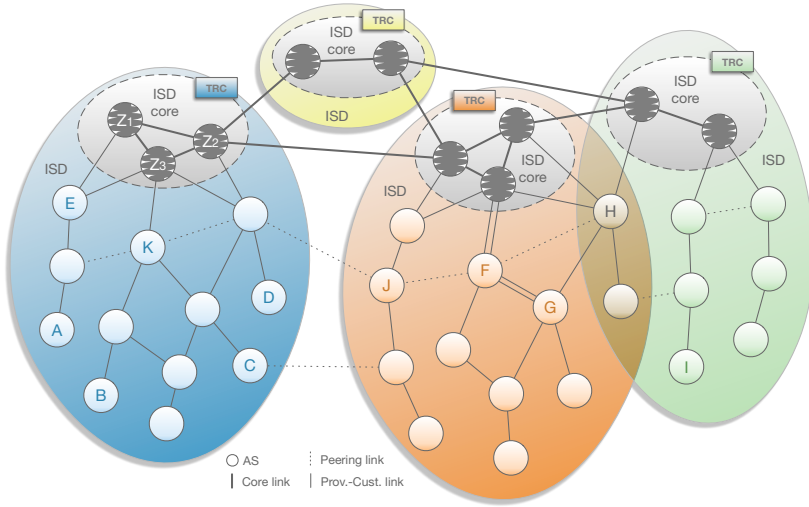 TRC
ISD
core
ISD
TRC
ISD
core
Z1
Z2
Z3
ISD
E
K
D
A
C
B
TRC
ISD
core
ISD
J
F
G
H
TRC
ISD
core
ISD
I
AS
Peering link
Core link
Prov.-Cust. link